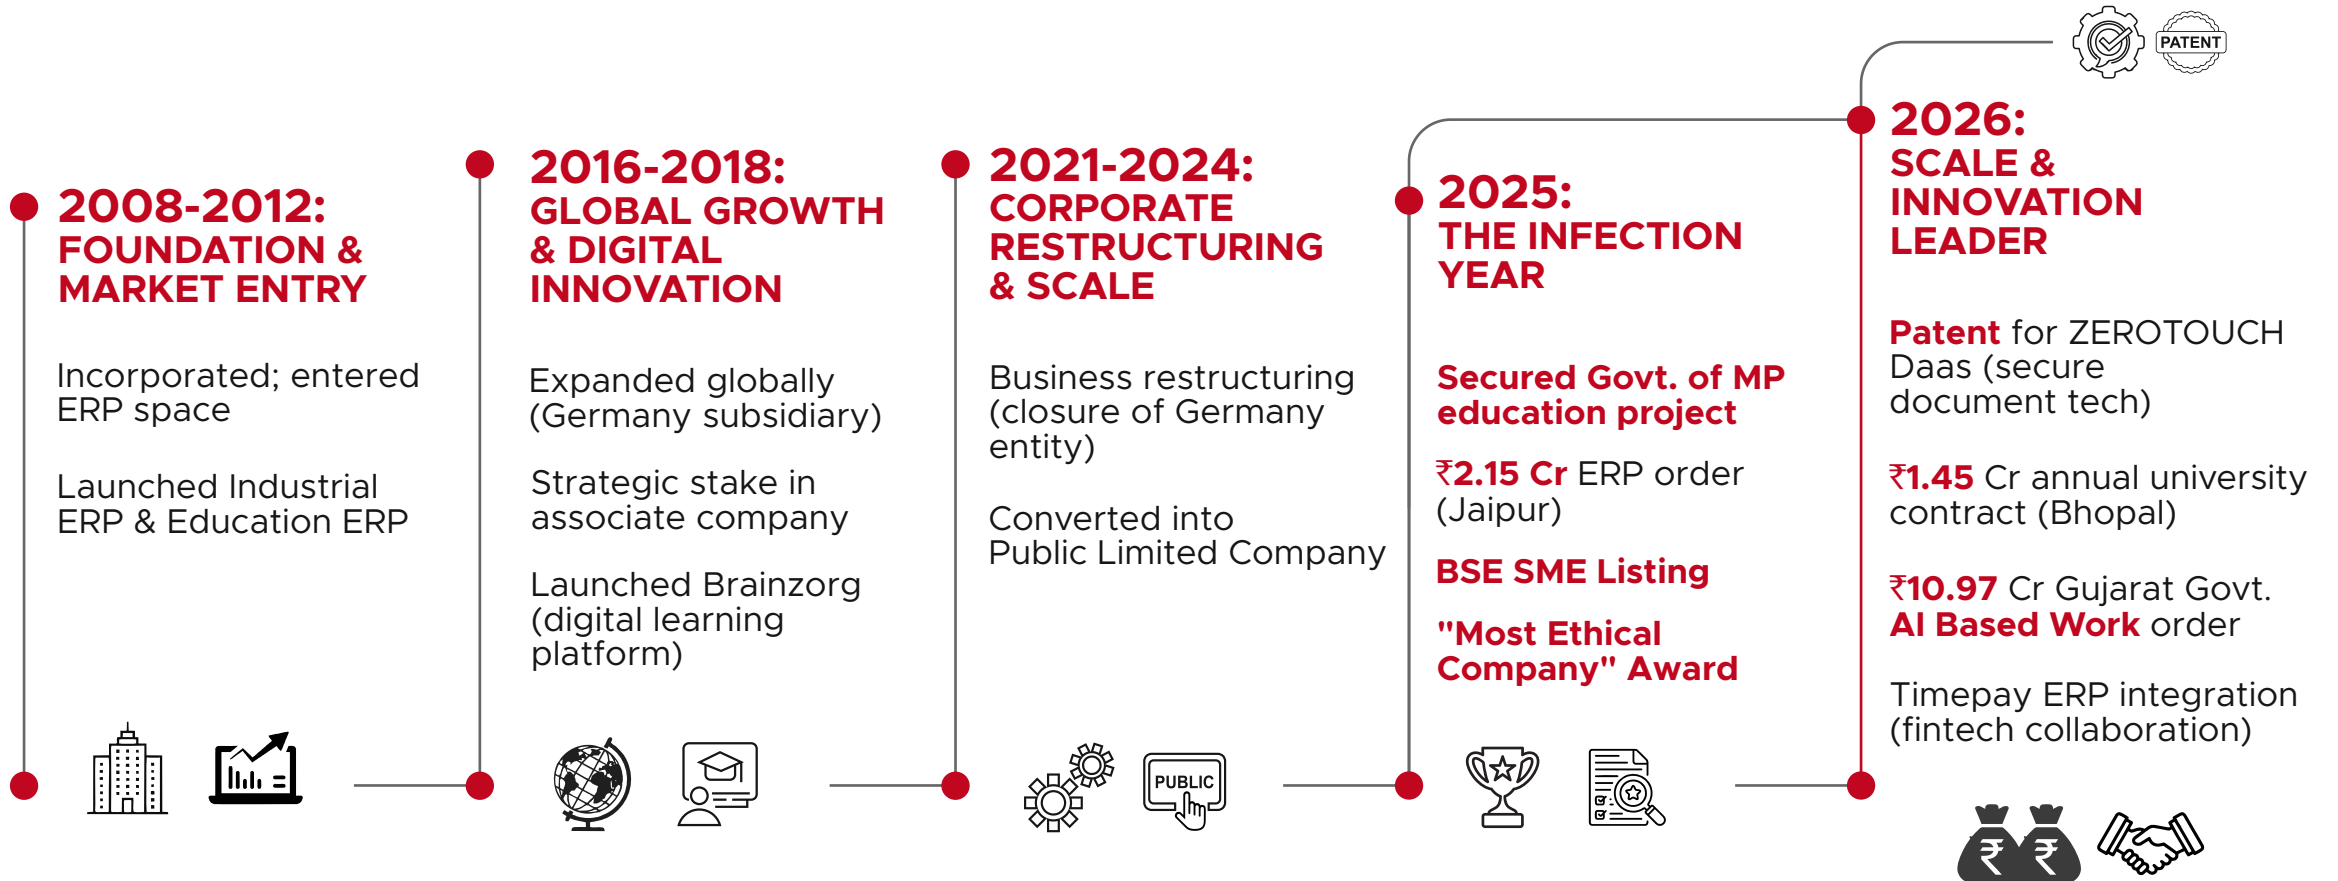 PATENT
2008-2012:
FOUNDATION &
MARKET ENTRY
Incorporated; entered
ERP space
Launched Industrial
ERP & Education ERP
2016-2018:
GLOBAL GROWTH
& DIGITAL
INNOVATION
Expanded globally
(Germany subsidiary)
Strategic stake in
associate company
Launched Brainzorg
(digital learning
platform)
2021-2024:
CORPORATE
RESTRUCTURING
& SCALE
Business restructuring
(closure of Germany
entity)
Converted into
Public Limited Company
PUBLIC
2025:
THE INFECTION
YEAR
Secured Govt. of MP
education project
₹2.15 Cr ERP order
(Jaipur)
BSE SME Listing
"Most Ethical
Company" Award
2026:
SCALE &
INNOVATION
LEADER
Patent for ZEROTOUCH
Daas (secure
document tech)
₹1.45 Cr annual university
contract (Bhopal)
₹10.97 Cr Gujarat Govt.
AI Based Work order
Timepay ERP integration
(fintech collaboration)
₹ ₹